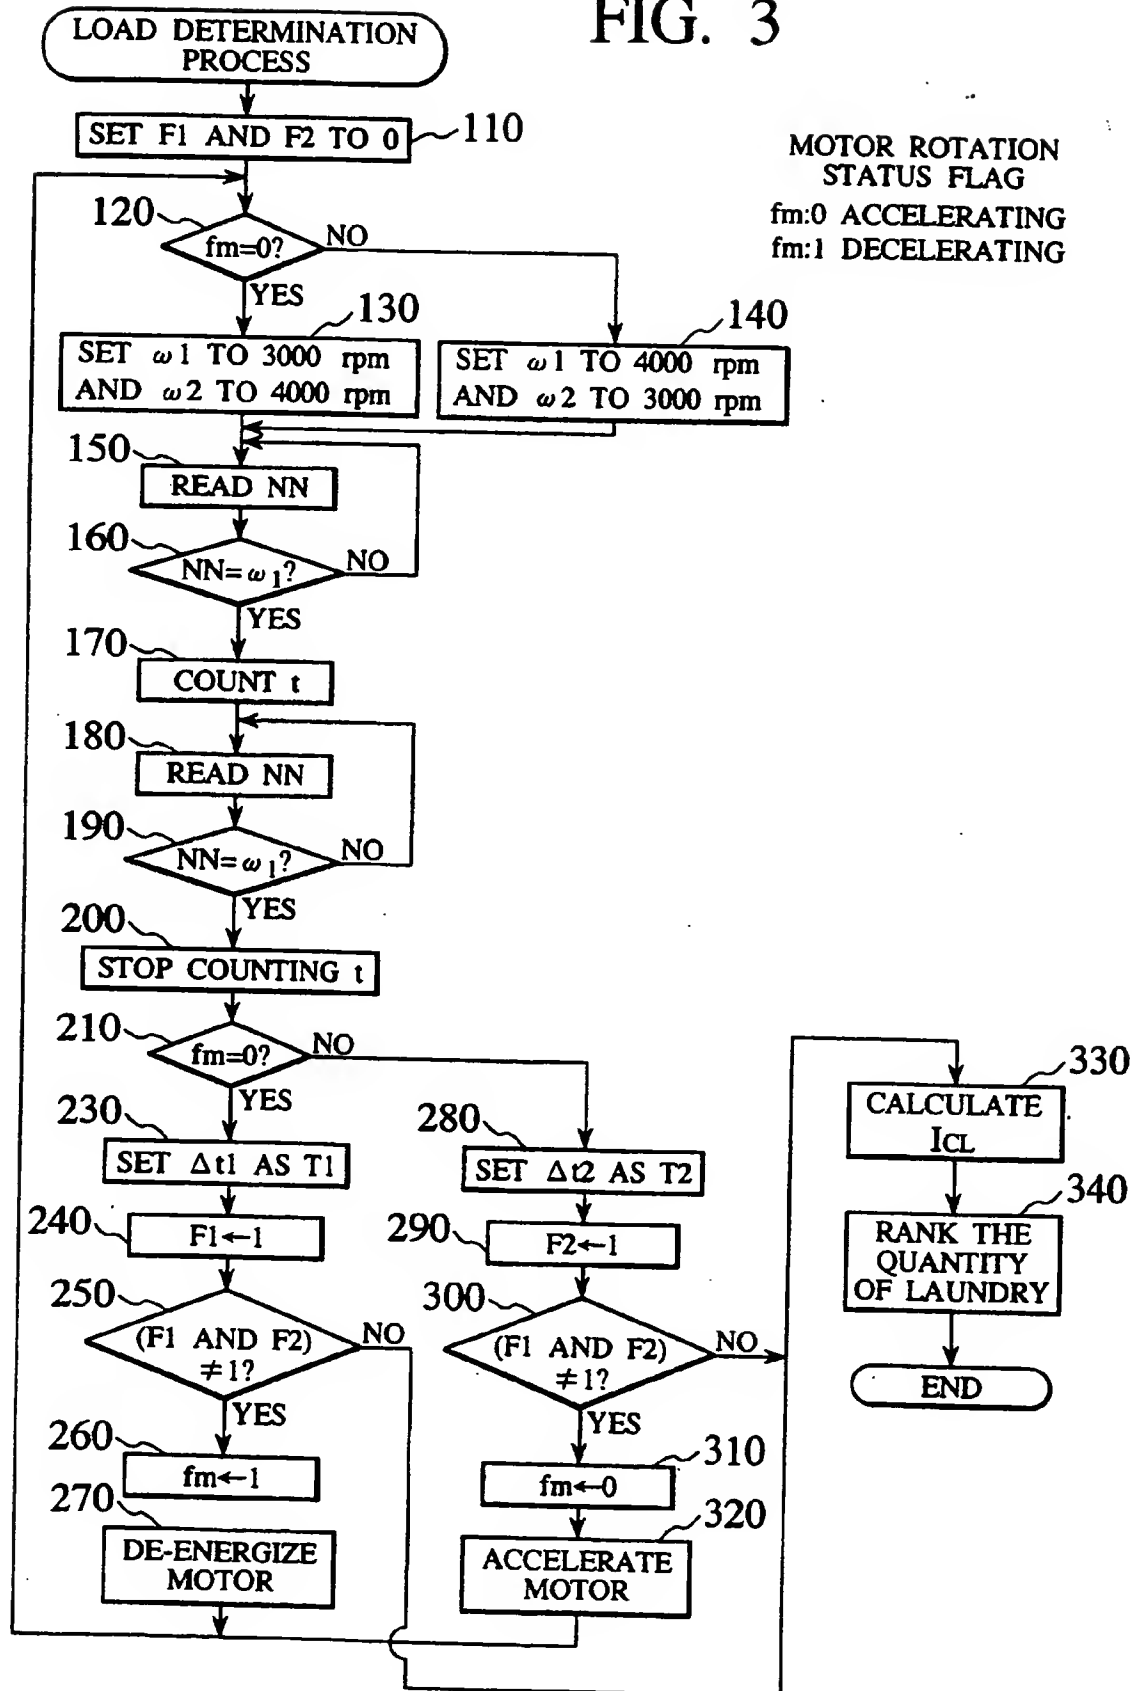 FIG. 3
LOAD DETERMINATION
PROCESS
SET F1 AND F2 TO 0
110
MOTOR ROTATION
STATUS FLAG
fm:0 ACCELERATING
fm:1 DECELERATING
120
fm=0?
NO
YES
130
SET ω1 TO 3000 rpm
AND ω2 TO 4000 rpm
140
SET ω1 TO 4000 rpm
AND ω2 TO 3000 rpm
150
READ NN
160
NN=ω1?
NO
YES
170
COUNT t
180
READ NN
190
NN=ω1?
NO
YES
200
STOP COUNTING t
210
fm=0?
NO
YES
230
SET Δt1 AS T1
240
F1←1
250
(F1 AND F2)
≠1?
NO
YES
260
fm←1
270
DE-ENERGIZE
MOTOR
280
SET Δt2 AS T2
290
F2←1
300
(F1 AND F2)
≠1?
NO
YES
310
fm←0
320
ACCELERATE
MOTOR
330
CALCULATE
ICL
340
RANK THE
QUANTITY
OF LAUNDRY
END